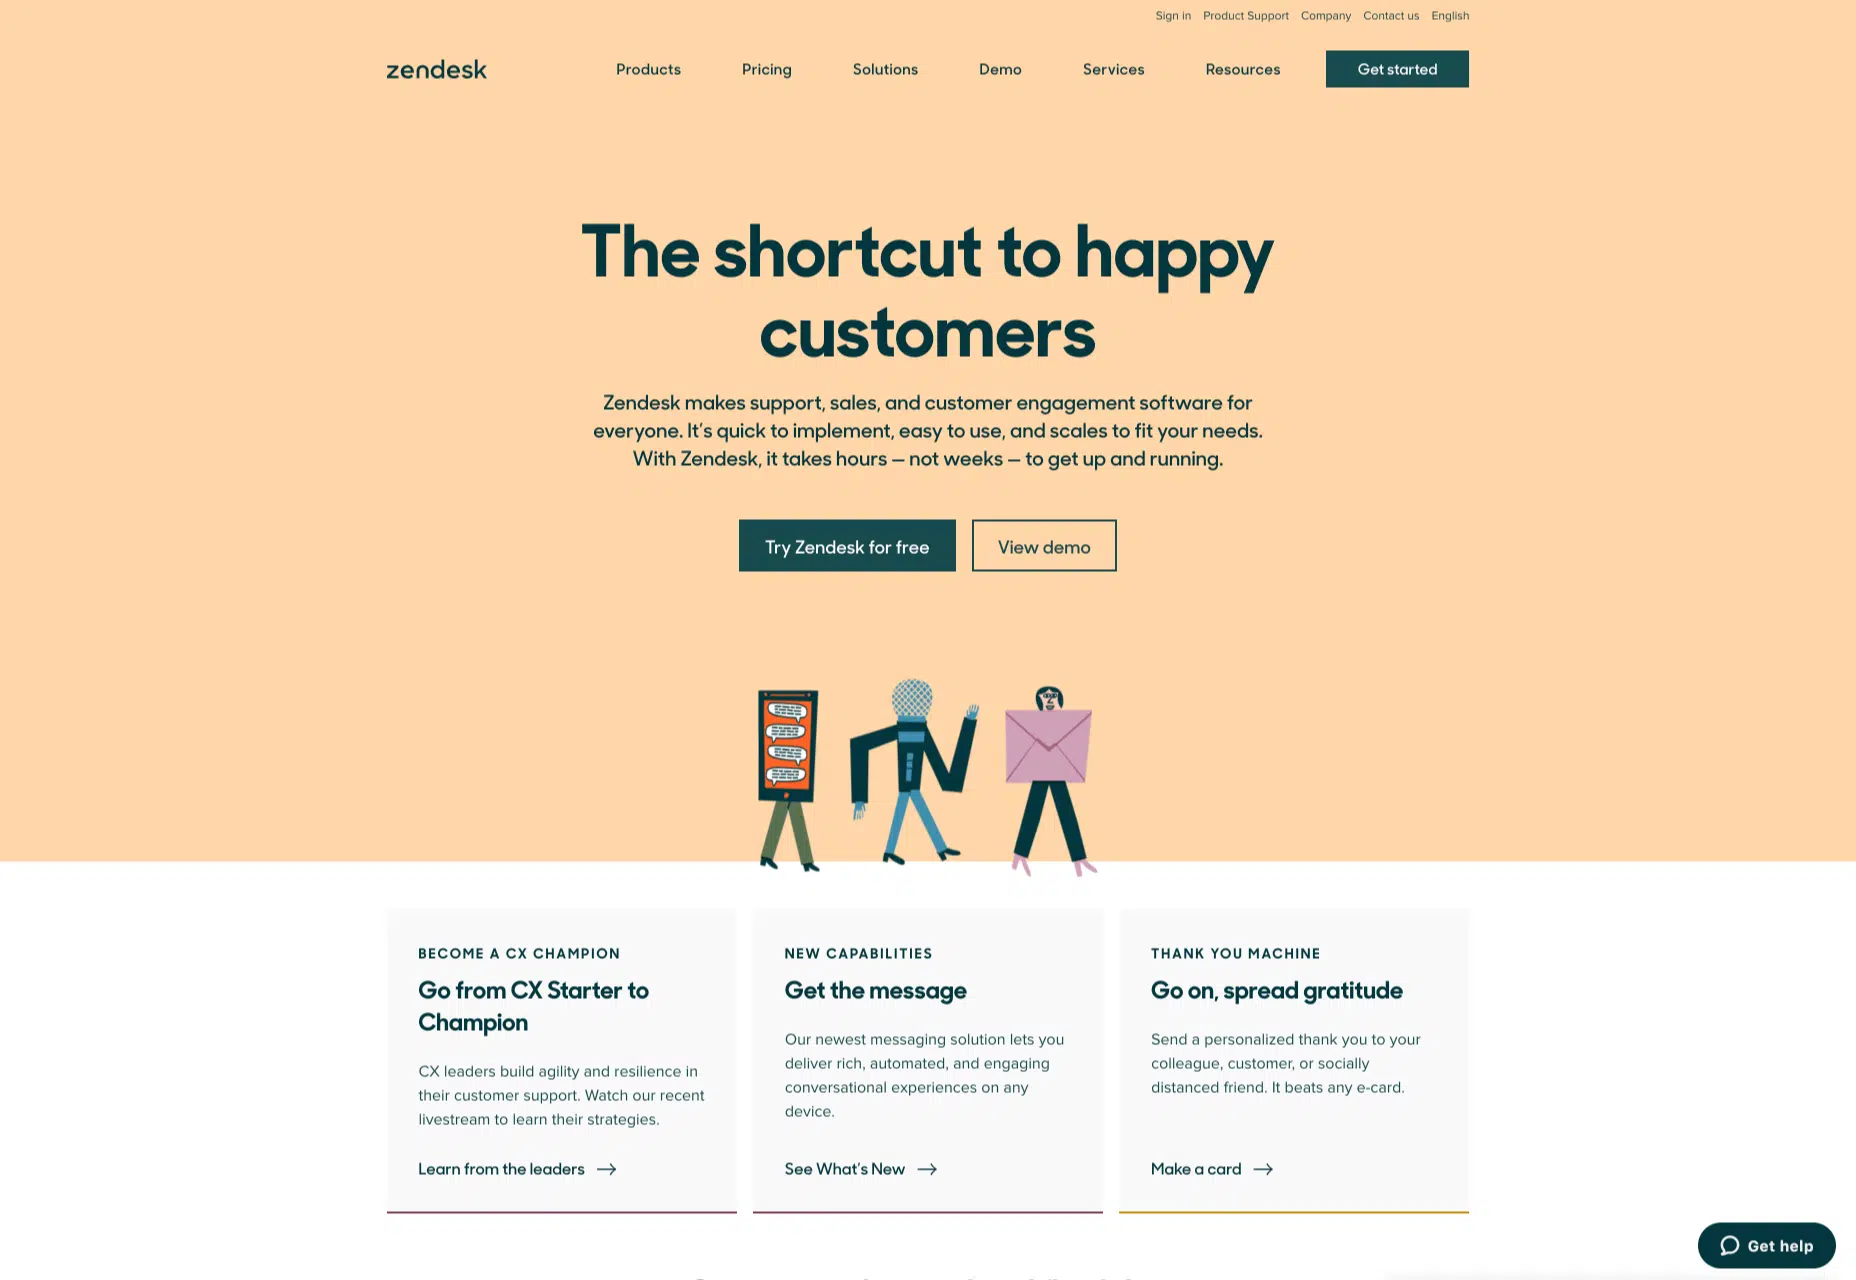 Sign in Product Support Company Contact us English
zendesk Products Pricing Solutions Demo Services Resources Get started
The shortcut to happy
customers
Zendesk makes support, sales, and customer engagement software for
everyone. It's quick to implement, easy to use, and scales to fit your needs.
With Zendesk, it takes hours — not weeks — to get up and running.
Try Zendesk for free View demo
BECOME A CX CHAMPION
Go from CX Starter to
Champion
CX leaders build agility and resilience in
their customer support. Watch our recent
livestream to learn their strategies.
Learn from the leaders →
NEW CAPABILITIES
Get the message
Our newest messaging solution lets you
deliver rich, automated, and engaging
conversational experiences on any
device.
See What's New →
THANK YOU MACHINE
Go on, spread gratitude
Send a personalized thank you to your
colleague, customer, or socially
distanced friend. It beats any e-card.
Make a card →
Get help